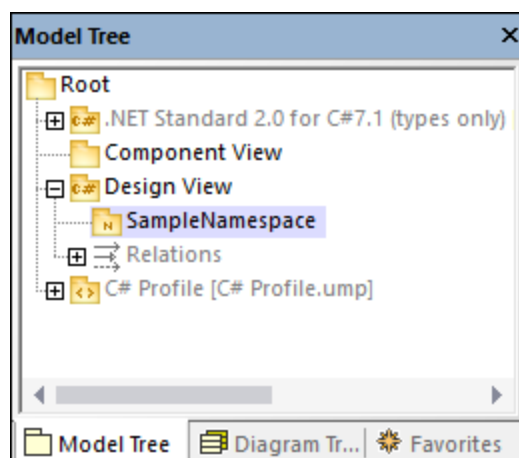 Model Tree
Root
.NET Standard 2.0 for C#7.1 (types only)
Component View
Design View
SampleNamespace
Relations
C# Profile [C# Profile.ump]
Model Tree Diagram Tr... Favorites